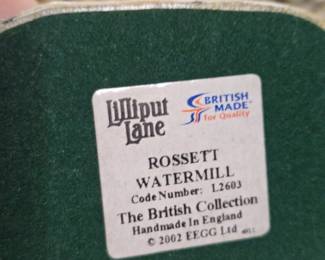 Lilliput
Lane
BRITISH
MADE
for Quality
ROSSETT
WATERMILL
Code Number: L2603
The British Collection
Handmade In England
© 2002 EEGG Ltd